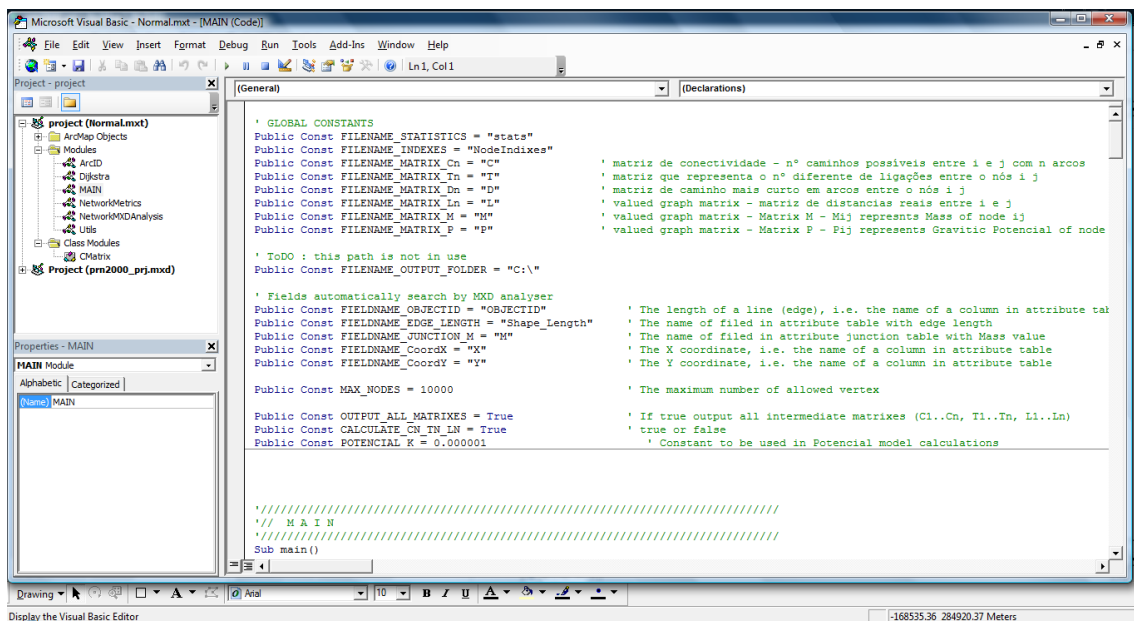 Microsoft Visual Basic - Normal.mxt - [MAIN (Code)]
File Edit View Insert Format Debug Run Tools Add-Ins Window Help
Ln 1, Col 1
Project - project
project (Normal.mxt)
ArcMap Objects
Modules
ArcID
Dijkstra
MAIN
NetworkMetrics
NetworkMXDAnalysis
Utils
Class Modules
CMatrix
Project (prn2000_prj.mxd)
Properties - MAIN
MAIN Module
Alphabetic Categorized
(Name) MAIN
(General) (Declarations)
' GLOBAL CONSTANTS
Public Const FILENAME_STATISTICS = "stats"
Public Const FILENAME_INDEXES = "NodeIndixes"
Public Const FILENAME_MATRIX_Cn = "C" ' matriz de conectividade - nº caminhos possíveis entre i e j com n arcos
Public Const FILENAME_MATRIX_Tn = "T" ' matriz que representa o nº diferente de ligações entre o nós i j
Public Const FILENAME_MATRIX_Dn = "D" ' matriz de caminho mais curto em arcos entre o nós i j
Public Const FILENAME_MATRIX_Ln = "L" ' valued graph matrix - matriz de distancias reais entre i e j
Public Const FILENAME_MATRIX_M = "M" ' valued graph matrix - Matrix M - Mij represnts Mass of node ij
Public Const FILENAME_MATRIX_P = "P" ' valued graph matrix - Matrix P - Pij represents Gravitic Potencial of node
' ToDO : this path is not in use
Public Const FILENAME_OUTPUT_FOLDER = "C:\"
' Fields automatically search by MXD analyser
Public Const FIELDNAME_OBJECTID = "OBJECTID" ' The length of a line (edge), i.e. the name of a column in attribute tab
Public Const FIELDNAME_EDGE_LENGTH = "Shape_Length" ' The name of filed in attribute table with edge length
Public Const FIELDNAME_JUNCTION_M = "M" ' The name of filed in attribute junction table with Mass value
Public Const FIELDNAME_CoordX = "X" ' The X coordinate, i.e. the name of a column in attribute table
Public Const FIELDNAME_CoordY = "Y" ' The Y coordinate, i.e. the name of a column in attribute table
Public Const MAX_NODES = 10000 ' The maximum number of allowed vertex
Public Const OUTPUT_ALL_MATRIXES = True ' If true output all intermediate matrixes (C1..Cn, T1..Tn, L1..Ln)
Public Const CALCULATE_CN_TN_LN = True ' true or false
Public Const POTENCIAL_K = 0.000001 ' Constant to be used in Potencial model calculations
'//////////////////////////////////////////////////////////////////////////////
'// M A I N
'//////////////////////////////////////////////////////////////////////////////
Sub main()
Drawing A Arial 10 B I U A
Display the Visual Basic Editor -168535.36 284920.37 Meters